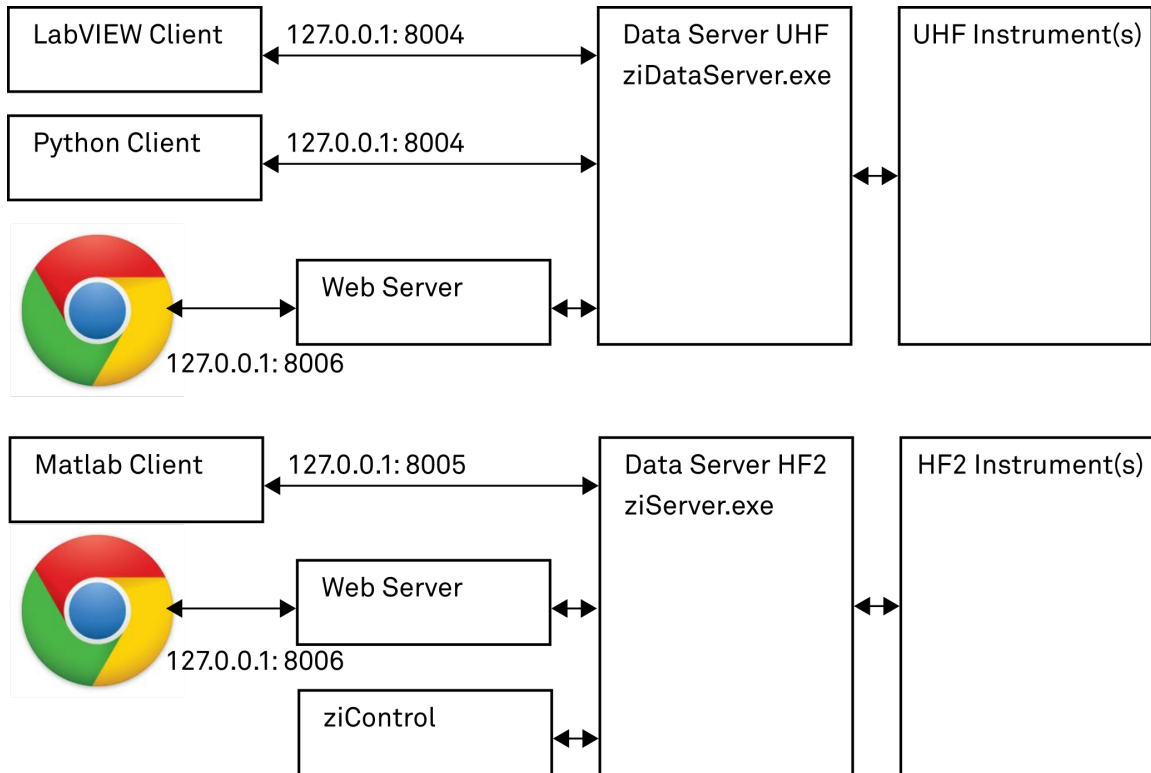 LabVIEW Client
127.0.0.1: 8004
Data Server UHF
ziDataServer.exe
UHF Instrument(s)
Python Client
127.0.0.1: 8004
Web Server
127.0.0.1: 8006
Matlab Client
127.0.0.1: 8005
Data Server HF2
ziServer.exe
HF2 Instrument(s)
Web Server
127.0.0.1: 8006
ziControl